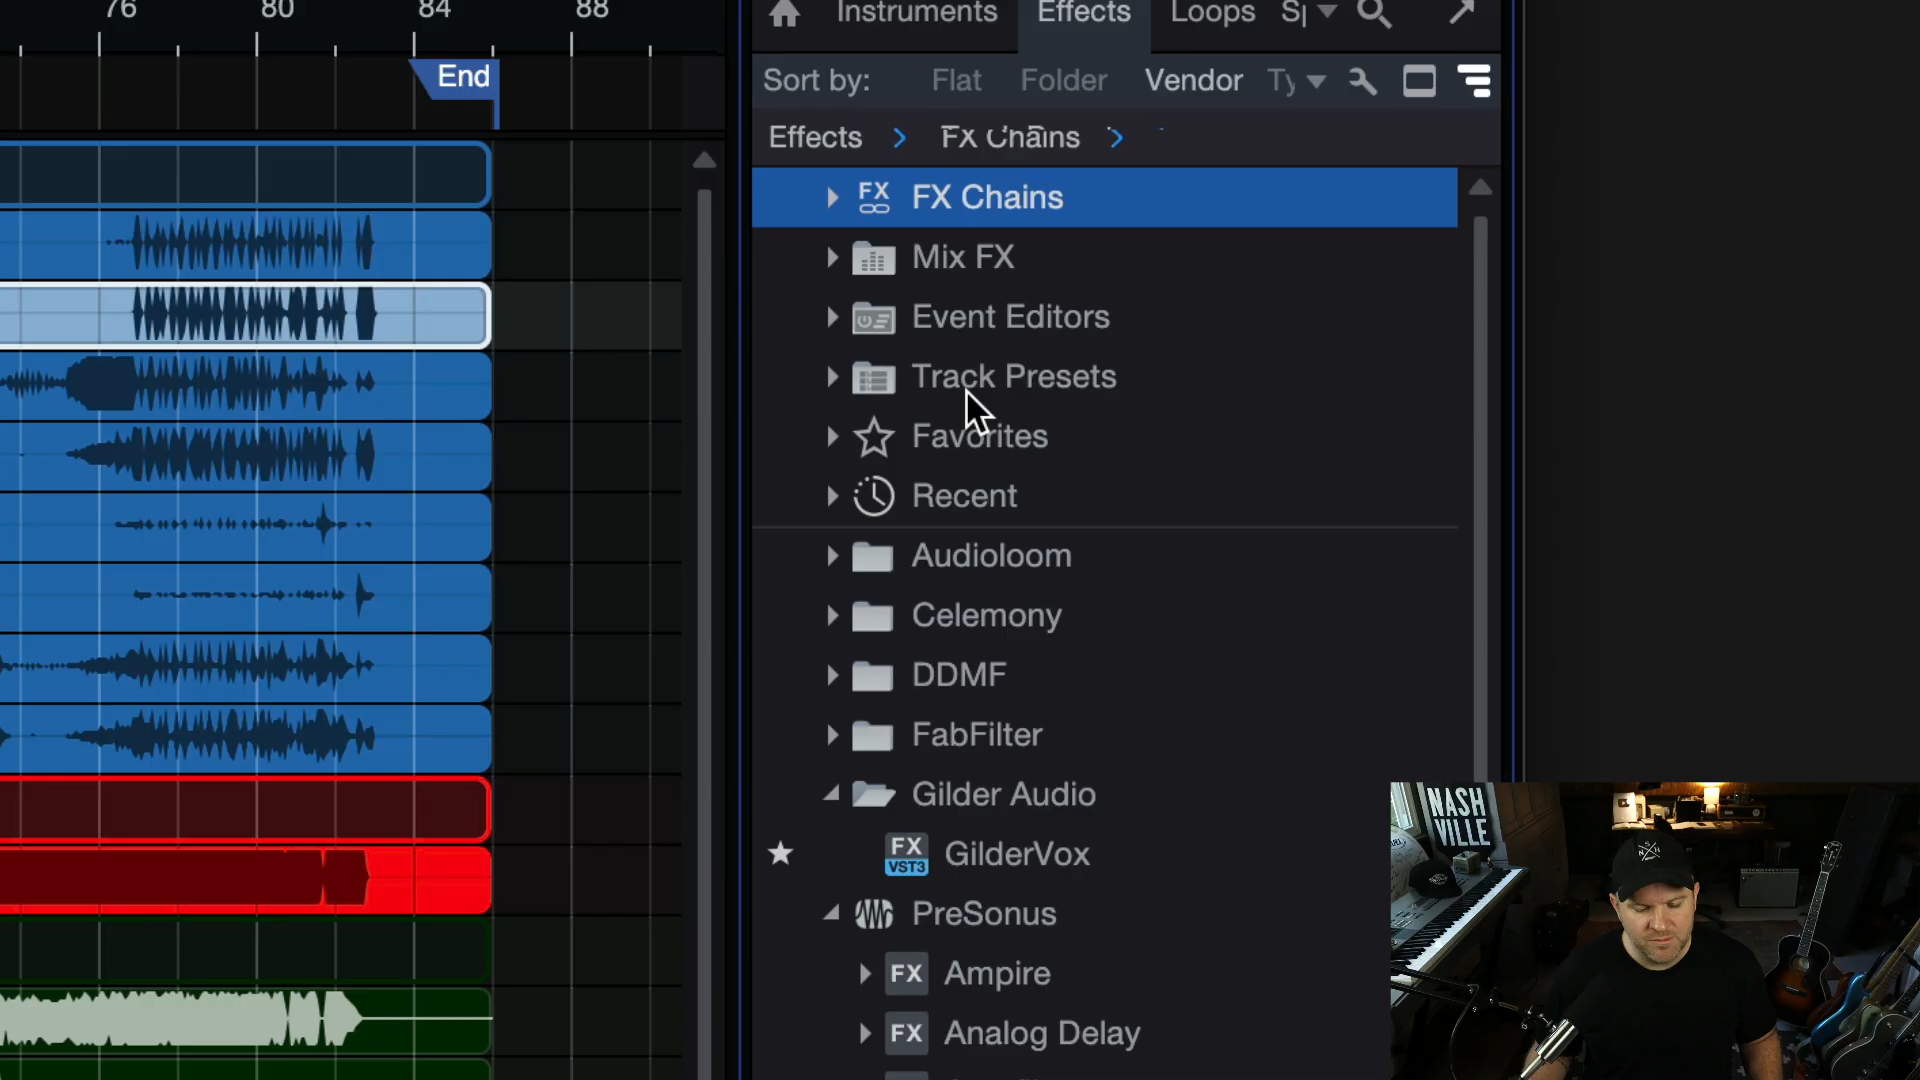 76 80 84 88
Instruments Effects Loops
End
Sort by: Flat Folder Vendor
Effects > FX Chains >
FX FX Chains
Mix FX
Event Editors
Track Presets
Favorites
Recent
Audioloom
Celemony
DDMF
FabFilter
Gilder Audio
FX VST3 GilderVox
PreSonus
FX Ampire
FX Analog Delay
NASH
VILLE